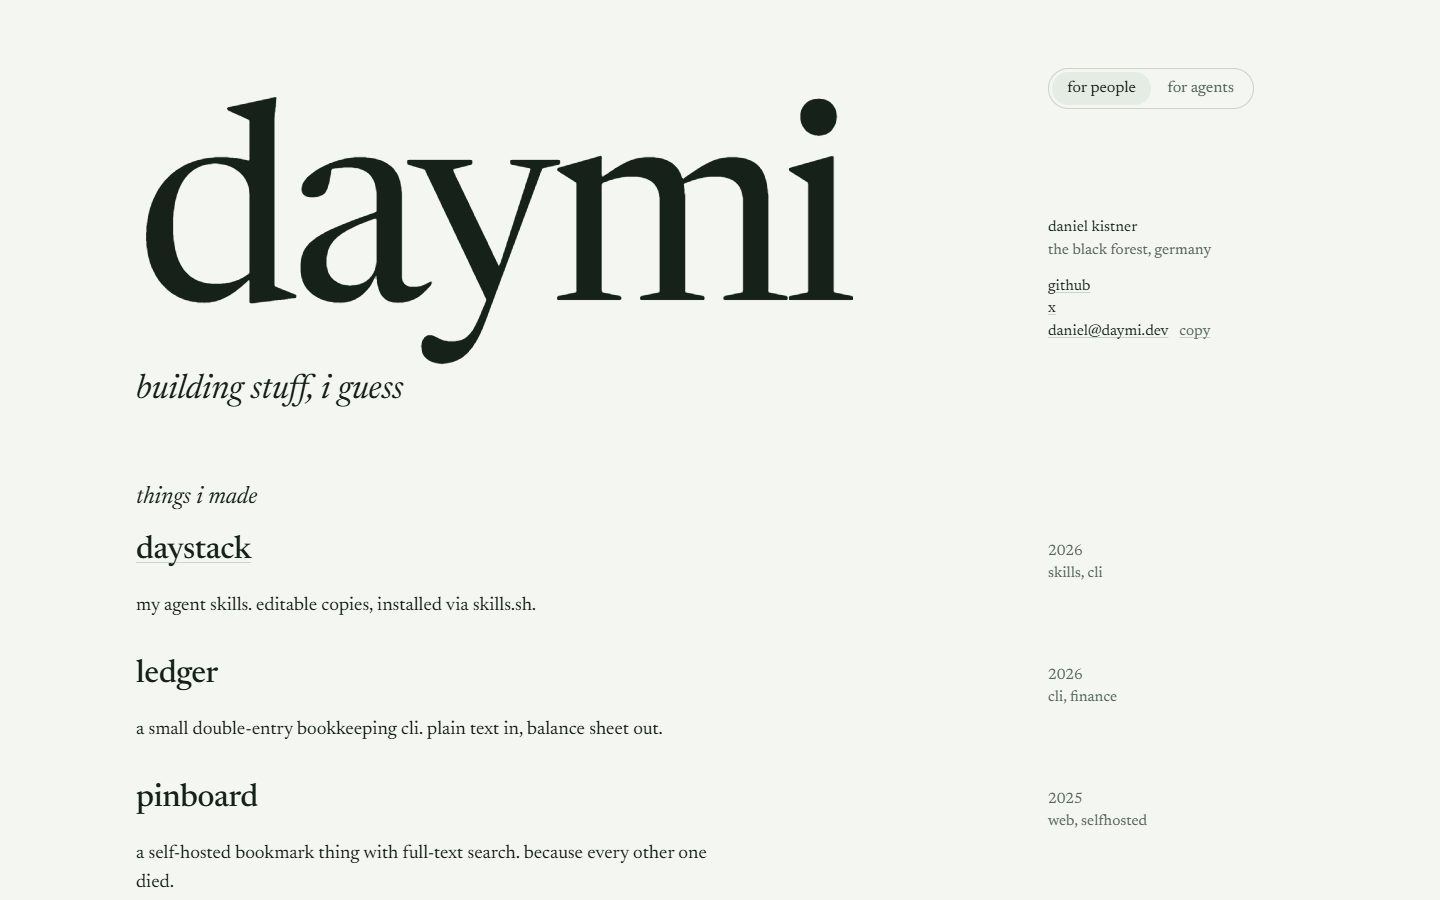 daymi
building stuff, i guess
for people
for agents
daniel kistner
the black forest, germany
github
x
daniel@daymi.dev copy
things i made
daystack
my agent skills. editable copies, installed via skills.sh.
2026
skills, cli
ledger
a small double-entry bookkeeping cli. plain text in, balance sheet out.
2026
cli, finance
pinboard
a self-hosted bookmark thing with full-text search. because every other one
died.
2025
web, selfhosted